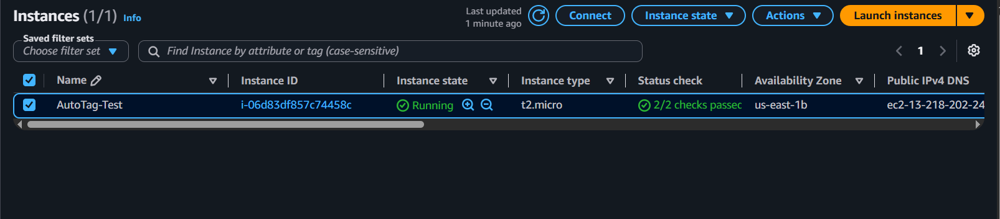 Instances (1/1) Info
Last updated
1 minute ago
Connect
Instance state
Actions
Launch instances
Saved filter sets
Choose filter set
Find Instance by attribute or tag (case-sensitive)
1
Name Instance ID Instance state Instance type Status check Availability Zone Public IPv4 DNS
AutoTag-Test i-06d83df857c74458c Running t2.micro 2/2 checks passec us-east-1b ec2-13-218-202-24